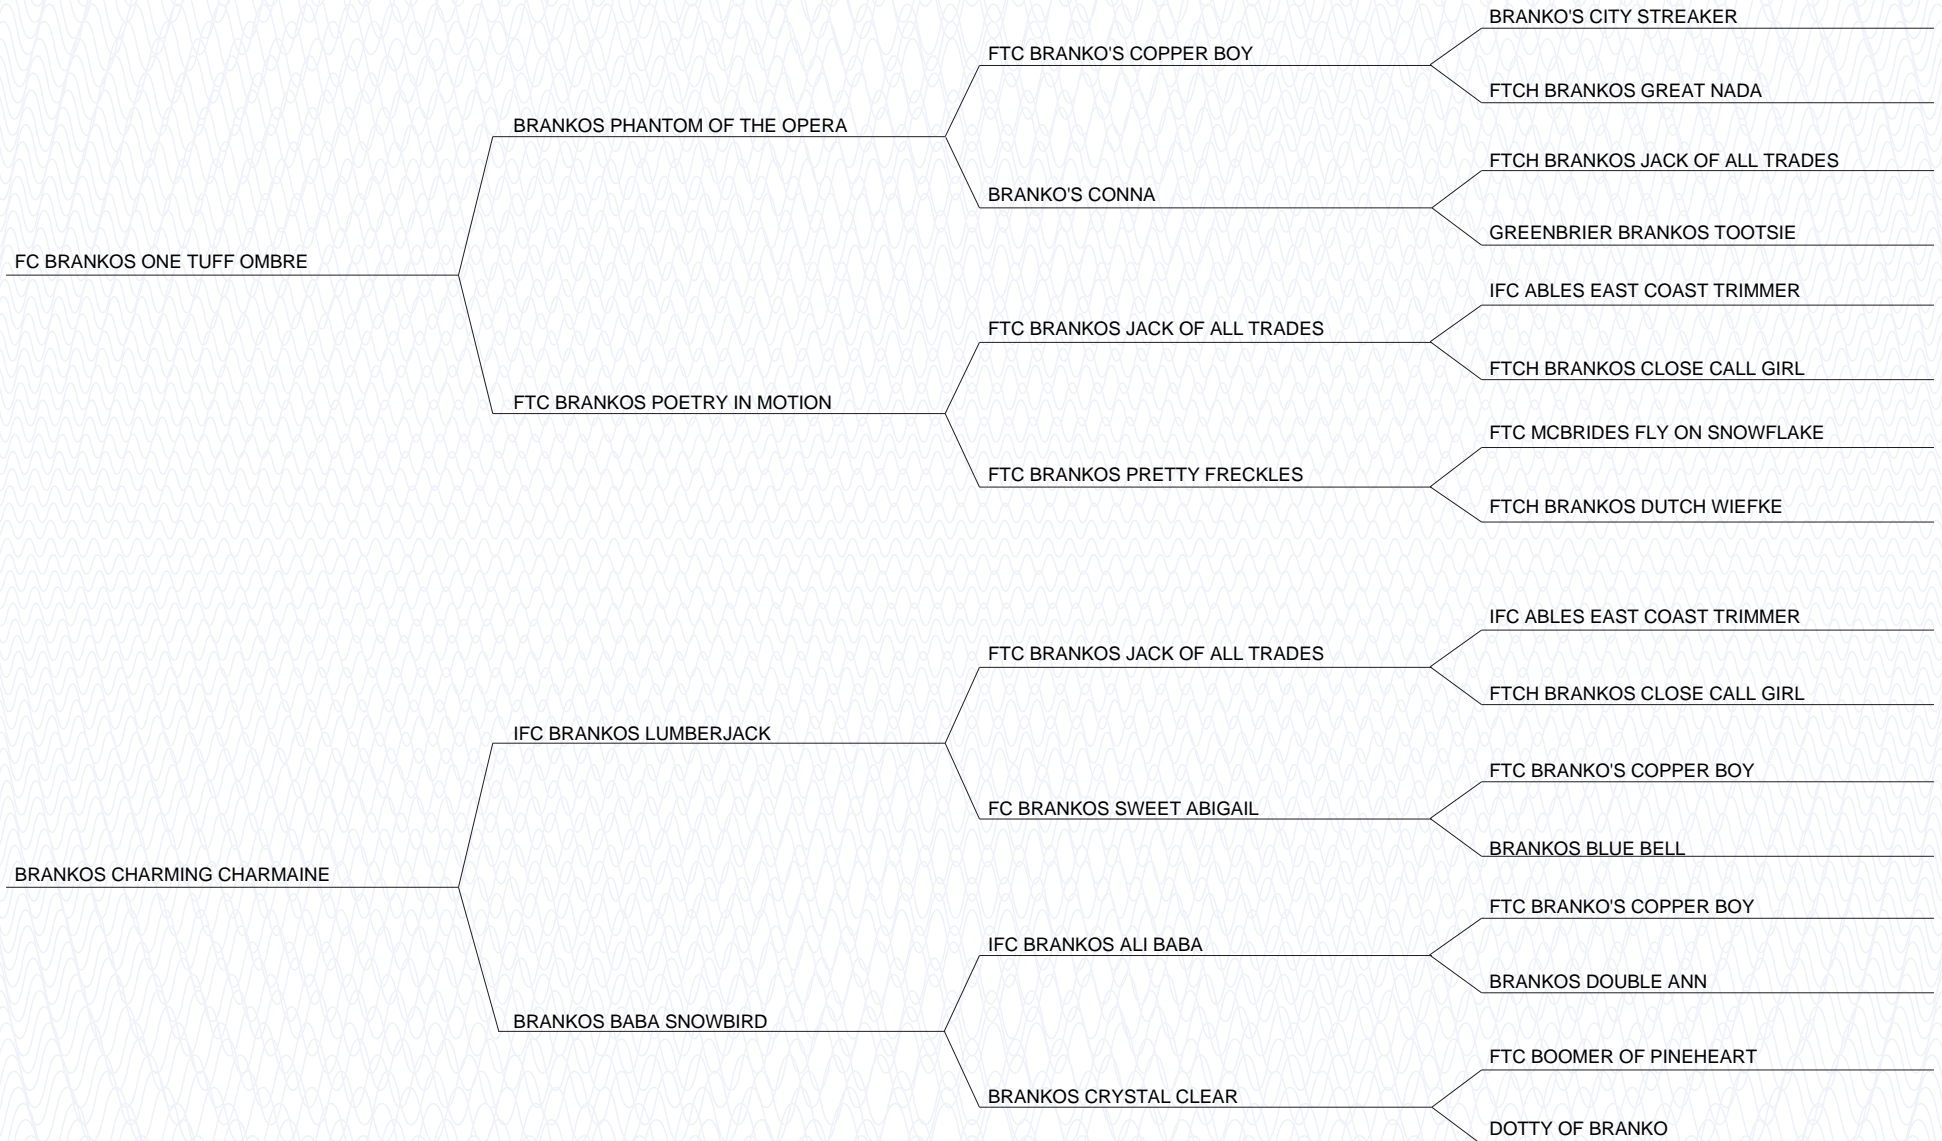 BRANKO'S CITY STREAKER
FTC BRANKO'S COPPER BOY
FTCH BRANKOS GREAT NADA
BRANKOS PHANTOM OF THE OPERA
FTCH BRANKOS JACK OF ALL TRADES
BRANKO'S CONNA
GREENBRIER BRANKOS TOOTSIE
FC BRANKOS ONE TUFF OMBRE
IFC ABLES EAST COAST TRIMMER
FTC BRANKOS JACK OF ALL TRADES
FTCH BRANKOS CLOSE CALL GIRL
FTC BRANKOS POETRY IN MOTION
FTC MCBRIDES FLY ON SNOWFLAKE
FTC BRANKOS PRETTY FRECKLES
FTCH BRANKOS DUTCH WIEFKE
IFC ABLES EAST COAST TRIMMER
FTC BRANKOS JACK OF ALL TRADES
FTCH BRANKOS CLOSE CALL GIRL
IFC BRANKOS LUMBERJACK
FTC BRANKO'S COPPER BOY
FC BRANKOS SWEET ABIGAIL
BRANKOS BLUE BELL
BRANKOS CHARMING CHARMAINE
FTC BRANKO'S COPPER BOY
IFC BRANKOS ALI BABA
BRANKOS DOUBLE ANN
BRANKOS BABA SNOWBIRD
FTC BOOMER OF PINEHEART
BRANKOS CRYSTAL CLEAR
DOTTY OF BRANKO